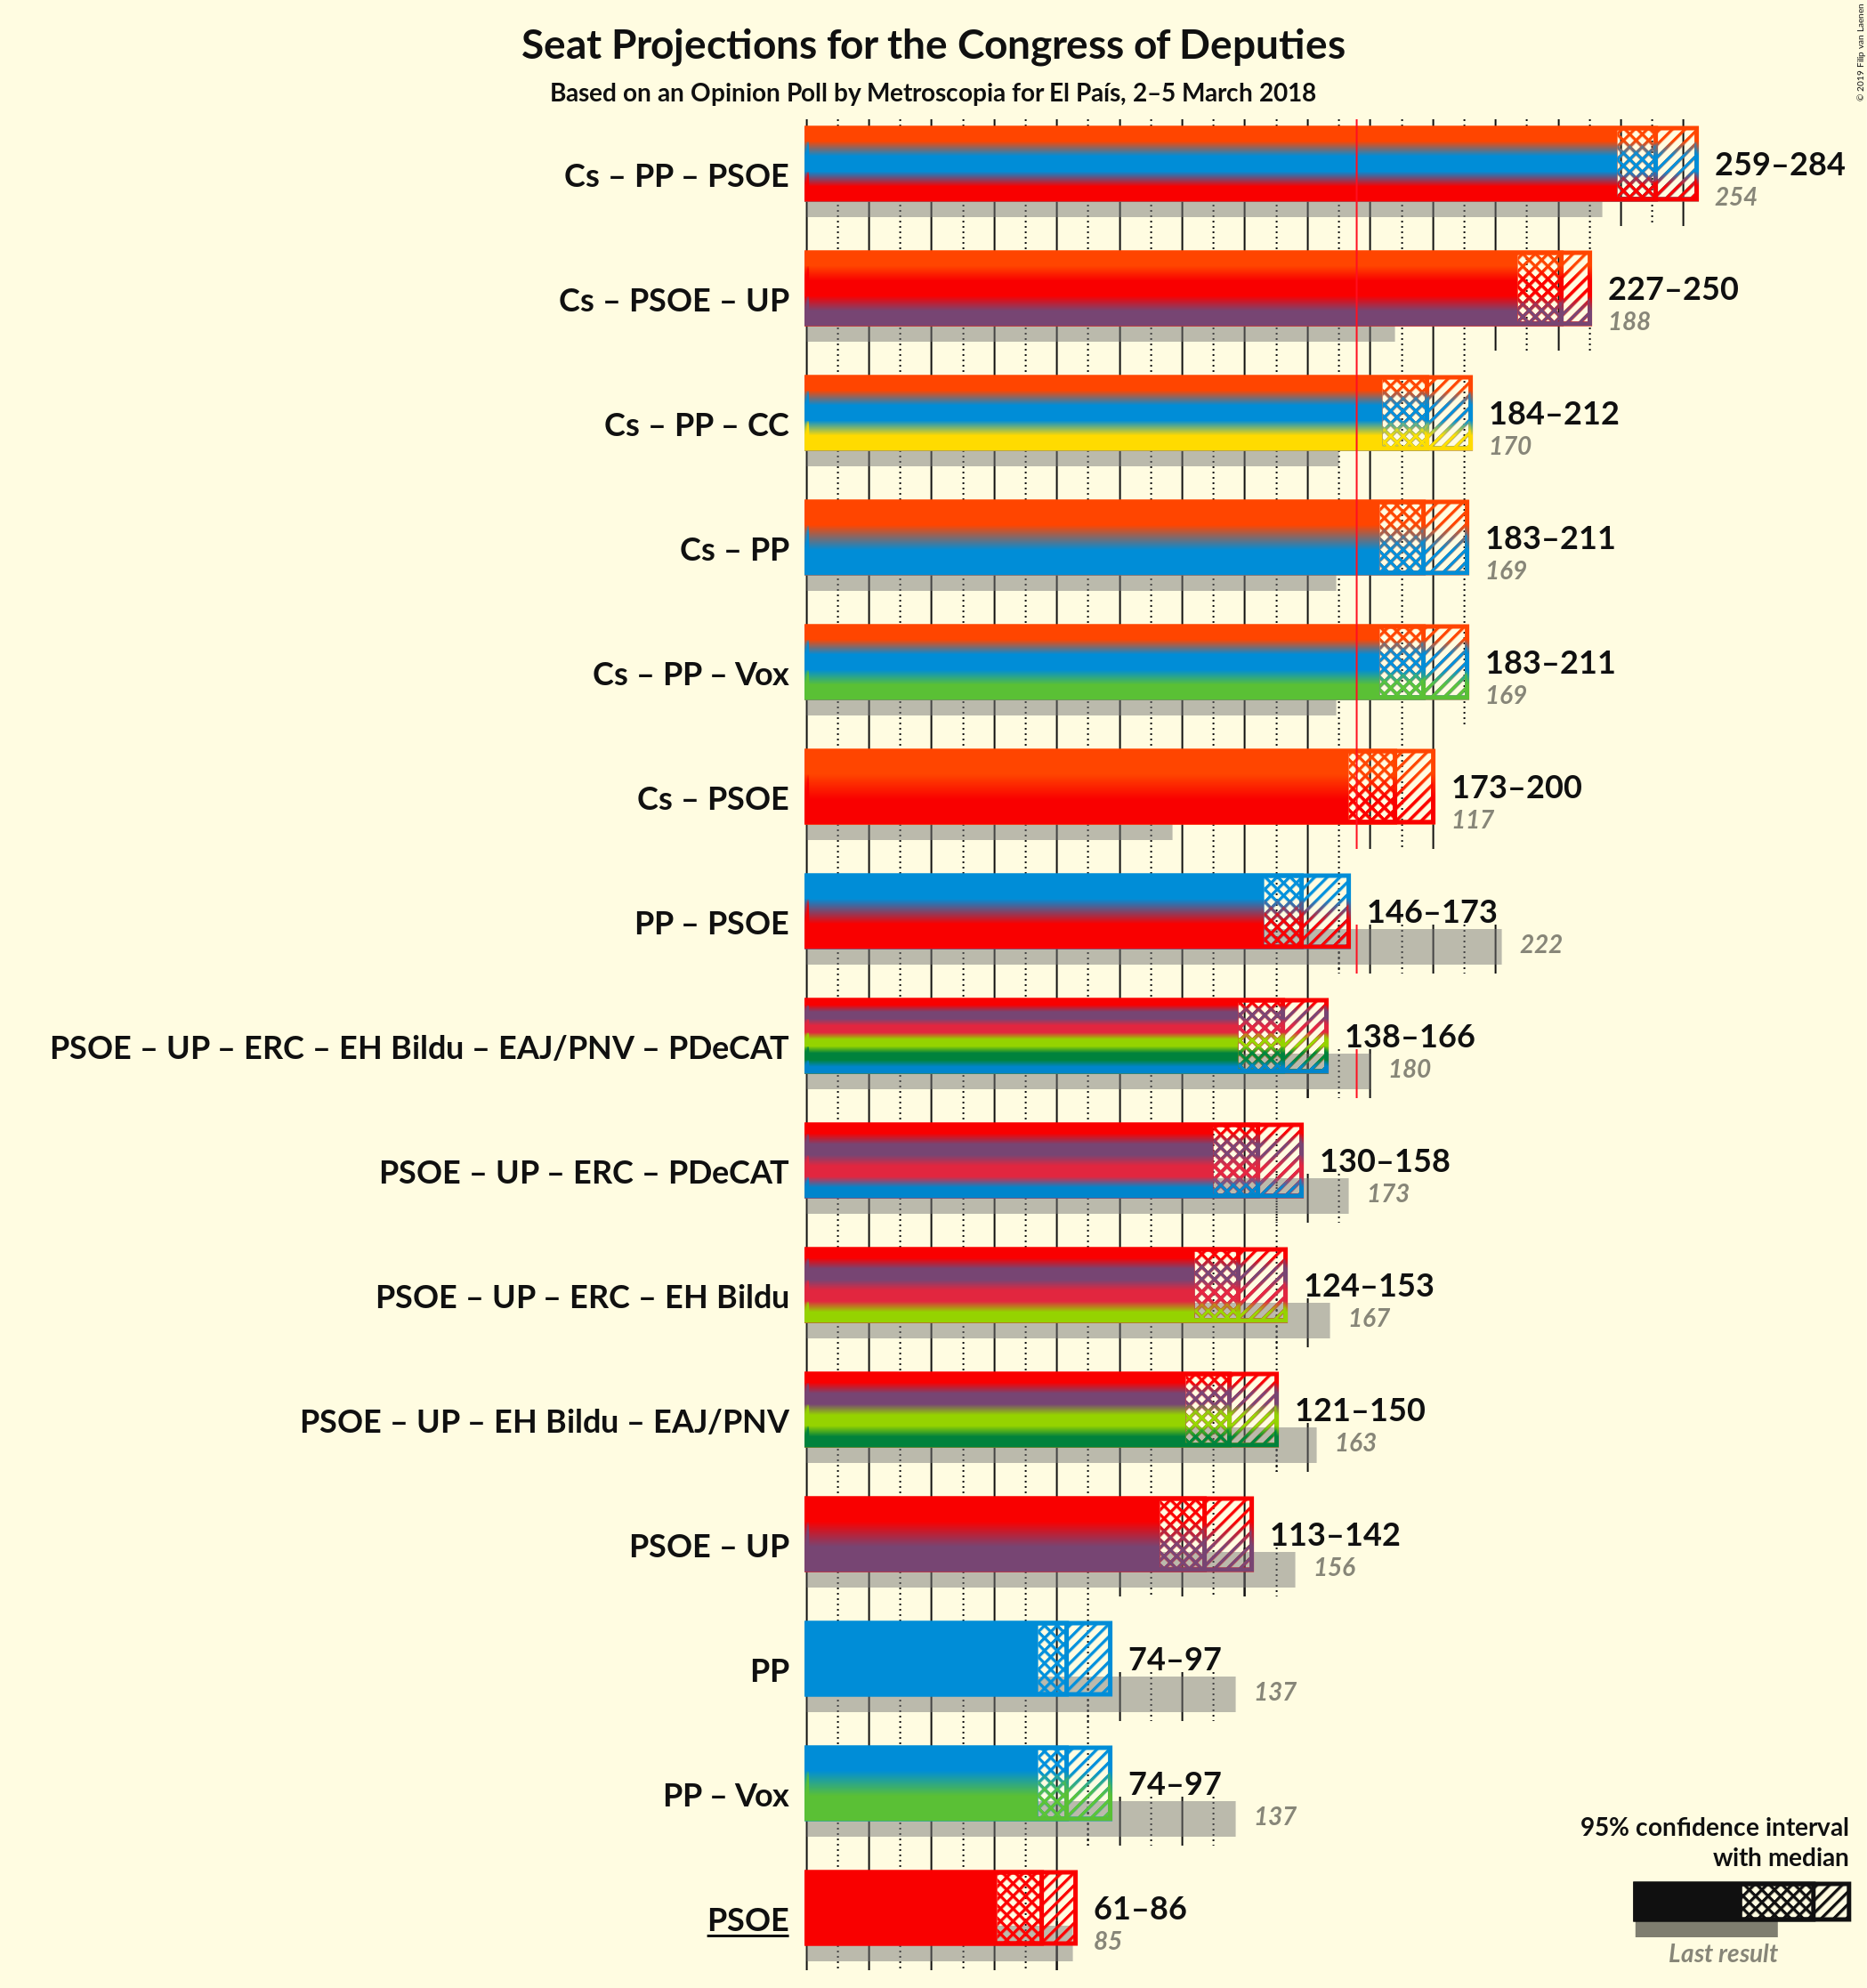 Seat Projections for the Congress of Deputies
Based on an Opinion Poll by Metroscopia for El País, 2–5 March 2018
© 2019 Filip van Laenen
Cs – PP – PSOE
259–284
254
Cs – PSOE – UP
227–250
188
Cs – PP – CC
184–212
170
Cs – PP
183–211
169
Cs – PP – Vox
183–211
169
Cs – PSOE
173–200
117
PP – PSOE
146–173
222
PSOE – UP – ERC – EH Bildu – EAJ/PNV – PDeCAT
138–166
180
PSOE – UP – ERC – PDeCAT
130–158
173
PSOE – UP – ERC – EH Bildu
124–153
167
PSOE – UP – EH Bildu – EAJ/PNV
121–150
163
PSOE – UP
113–142
156
PP
74–97
137
PP – Vox
74–97
137
PSOE
61–86
85
95% confidence interval
with median
Last result